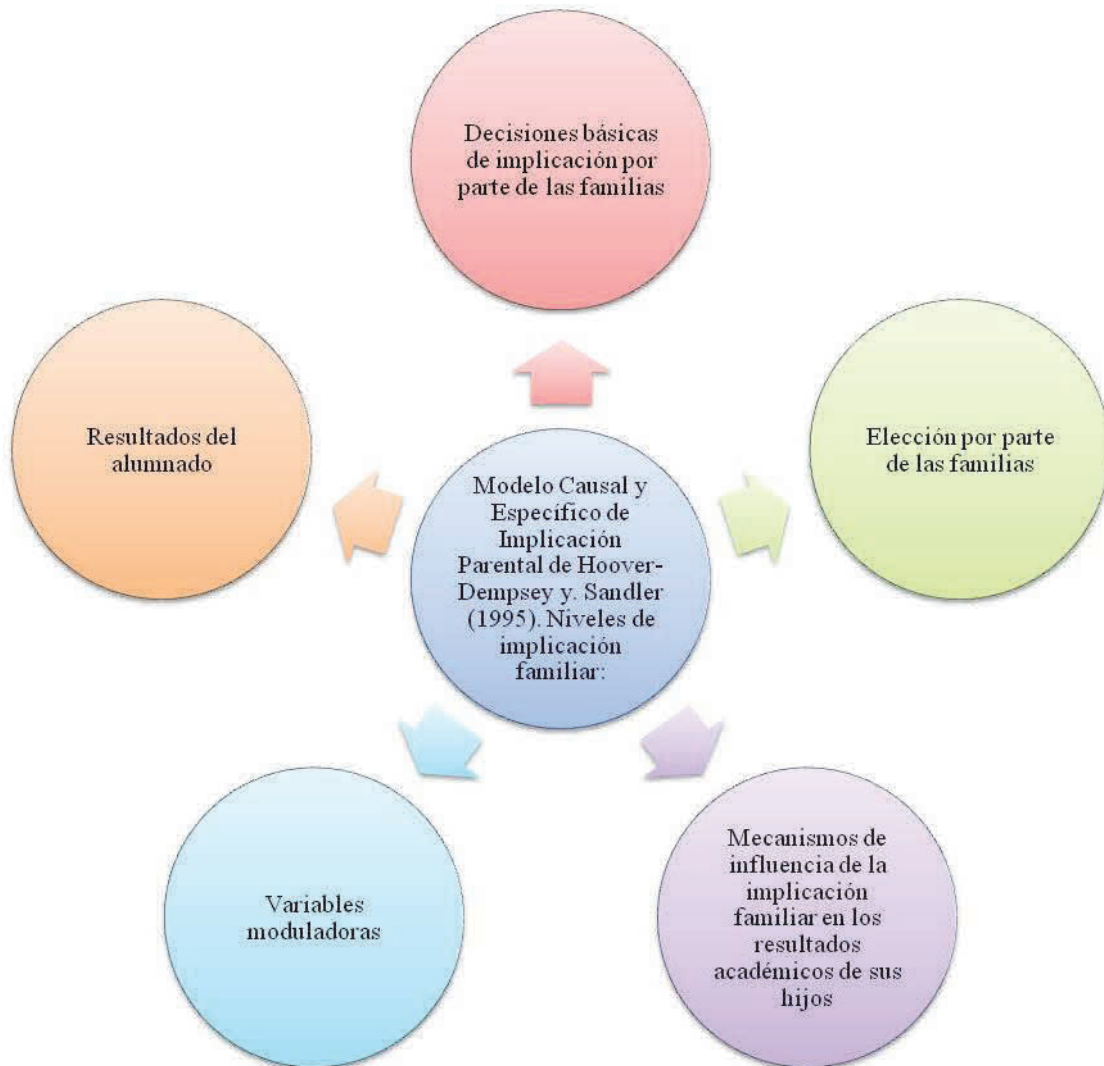 Decisiones básicas
de implicación por
parte de las familias
Resultados del
alumnado
Elección por parte
de las familias
Modelo Causal y
Específico de
Implicación
Parental de Hoover-
Dempsey y. Sandler
(1995). Niveles de
implicación
familiar:
Variables
moduladoras
Mecanismos de
influencia de la
implicación
familiar en los
resultados
académicos de sus
hijos